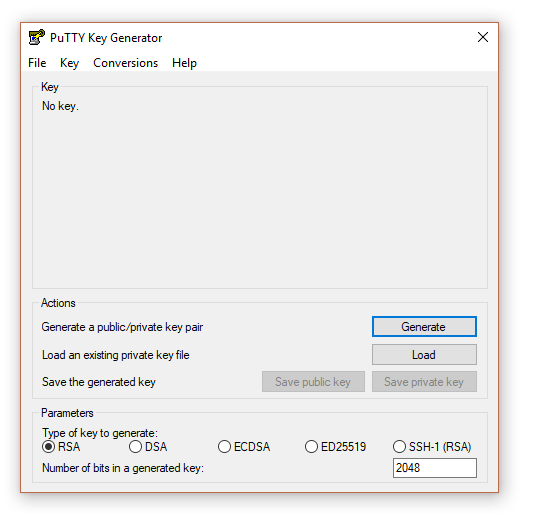 PuTTY Key Generator
File Key Conversions Help
Key
No key.
Actions
Generate a public/private key pair Generate
Load an existing private key file Load
Save the generated key Save public key Save private key
Parameters
Type of key to generate:
RSA DSA ECDSA ED25519 SSH-1 (RSA)
Number of bits in a generated key: 2048